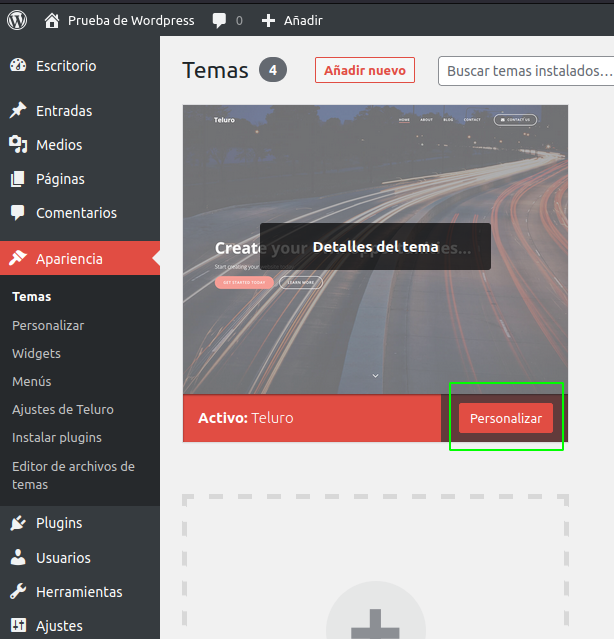 Prueba de Wordpress 0 Añadir
Escritorio
Entradas
Medios
Páginas
Comentarios
Apariencia
Temas
Personalizar
Widgets
Menús
Ajustes de Teluro
Instalar plugins
Editor de archivos de
temas
Plugins
Usuarios
Herramientas
Ajustes
Temas 4 Añadir nuevo Buscar temas instalados...
Teluro HOME ABOUT BLOG CONTACT CONTACT US
Detalles del tema
Create your
Start creating your
GET STARTED TODAY LEARN MORE
Activo: Teluro Personalizar